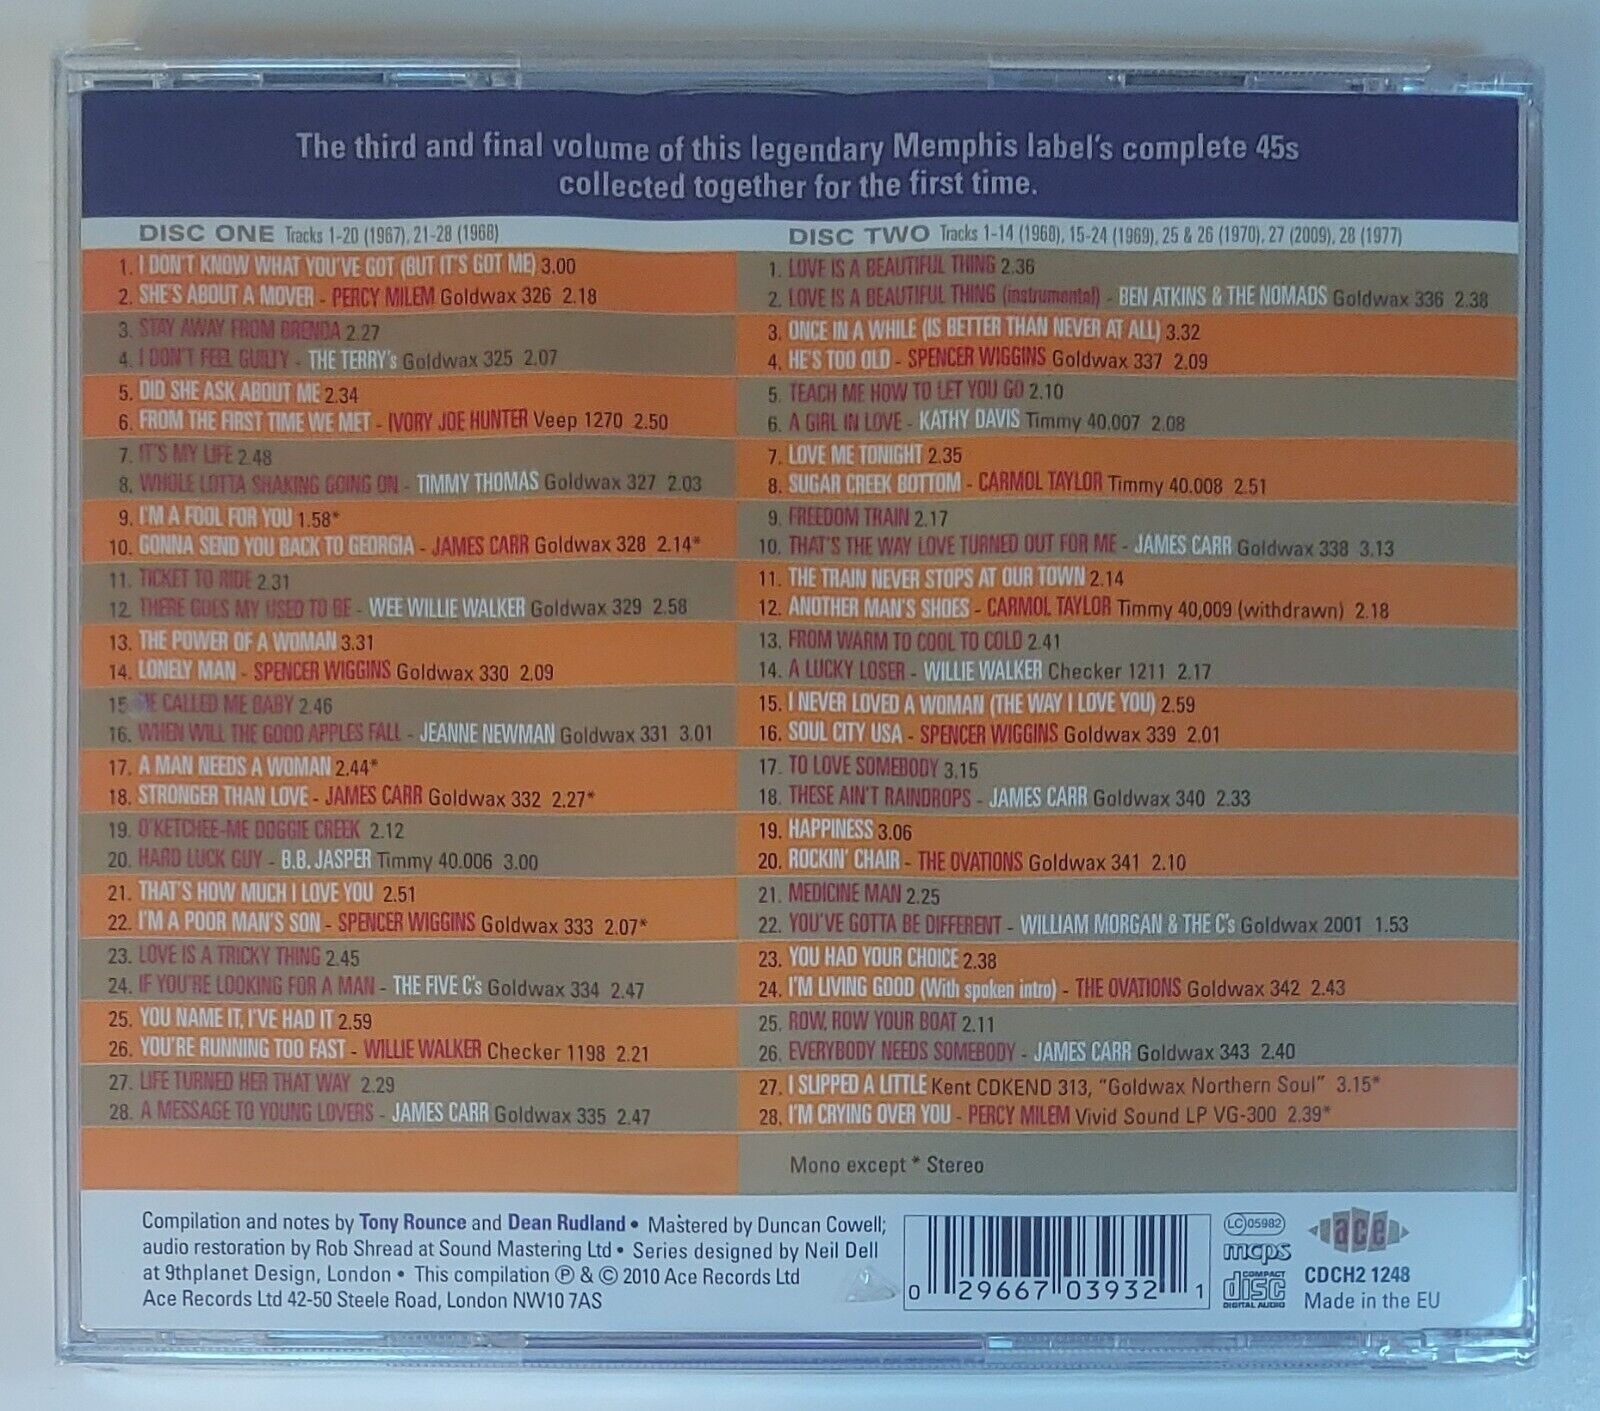 The third and final volume of this legendary Memphis label's complete 45s
collected together for the first time.
DISC ONE Tracks 1-20 (1967), 21-28 (1968)
1. I DON'T KNOW WHAT YOU'VE GOT (BUT IT'S GOT ME) 3.00
2. SHE'S ABOUT A MOVER - PERCY MILEM Goldwax 326 2.18
3. STAY AWAY FROM BRENDA 2.27
4. I DON'T FEEL GUILTY - THE TERRY's Goldwax 325 2.07
5. DID SHE ASK ABOUT ME 2.34
6. FROM THE FIRST TIME WE MET - IVORY JOE HUNTER Veep 1270 2.50
7. IT'S MY LIFE 2.48
8. WHOLE LOTTA SHAKING GOING ON - TIMMY THOMAS Goldwax 327 2.03
9. I'M A FOOL FOR YOU 1.58*
10. GONNA SEND YOU BACK TO GEORGIA - JAMES CARR Goldwax 328 2.14*
11. TICKET TO RIDE 2.31
12. THERE GOES MY USED TO BE - WEE WILLIE WALKER Goldwax 329 2.58
13. THE POWER OF A WOMAN 3.31
14. LONELY MAN - SPENCER WIGGINS Goldwax 330 2.09
15. HE CALLED ME BABY 2.46
16. WHEN WILL THE GOOD APPLES FALL - JEANNE NEWMAN Goldwax 331 3.01
17. A MAN NEEDS A WOMAN 2.44*
18. STRONGER THAN LOVE - JAMES CARR Goldwax 332 2.27*
19. O'KETCHEE-ME DOGGIE CREEK 2.12
20. HARD LUCK GUY - B.B. JASPER Timmy 40.006 3.00
21. THAT'S HOW MUCH I LOVE YOU 2.51
22. I'M A POOR MAN'S SON - SPENCER WIGGINS Goldwax 333 2.07*
23. LOVE IS A TRICKY THING 2.45
24. IF YOU'RE LOOKING FOR A MAN - THE FIVE C's Goldwax 334 2.47
25. YOU NAME IT, I'VE HAD IT 2.59
26. YOU'RE RUNNING TOO FAST - WILLIE WALKER Checker 1198 2.21
27. LIFE TURNED HER THAT WAY 2.29
28. A MESSAGE TO YOUNG LOVERS - JAMES CARR Goldwax 335 2.47
DISC TWO Tracks 1-14 (1968), 15-24 (1969), 25 & 26 (1970), 27 (2009), 28 (1977)
1. LOVE IS A BEAUTIFUL THING 2.36
2. LOVE IS A BEAUTIFUL THING (instrumental) - BEN ATKINS & THE NOMADS Goldwax 336 2.38
3. ONCE IN A WHILE (IS BETTER THAN NEVER AT ALL) 3.32
4. HE'S TOO OLD - SPENCER WIGGINS Goldwax 337 2.09
5. TEACH ME HOW TO LET YOU GO 2.10
6. A GIRL IN LOVE - KATHY DAVIS Timmy 40.007 2.08
7. LOVE ME TONIGHT 2.35
8. SUGAR CREEK BOTTOM - CARMOL TAYLOR Timmy 40.008 2.51
9. FREEDOM TRAIN 2.17
10. THAT'S THE WAY LOVE TURNED OUT FOR ME - JAMES CARR Goldwax 338 3.13
11. THE TRAIN NEVER STOPS AT OUR TOWN 2.14
12. ANOTHER MAN'S SHOES - CARMOL TAYLOR Timmy 40,009 (withdrawn) 2.18
13. FROM WARM TO COOL TO COLD 2.41
14. A LUCKY LOSER - WILLIE WALKER Checker 1211 2.17
15. I NEVER LOVED A WOMAN (THE WAY I LOVE YOU) 2.59
16. SOUL CITY USA - SPENCER WIGGINS Goldwax 339 2.01
17. TO LOVE SOMEBODY 3.15
18. THESE AIN'T RAINDROPS - JAMES CARR Goldwax 340 2.33
19. HAPPINESS 3.06
20. ROCKIN' CHAIR - THE OVATIONS Goldwax 341 2.10
21. MEDICINE MAN 2.25
22. YOU'VE GOTTA BE DIFFERENT - WILLIAM MORGAN & THE C's Goldwax 2001 1.53
23. YOU HAD YOUR CHOICE 2.38
24. I'M LIVING GOOD (With spoken intro) - THE OVATIONS Goldwax 342 2.43
25. ROW, ROW YOUR BOAT 2.11
26. EVERYBODY NEEDS SOMEBODY - JAMES CARR Goldwax 343 2.40
27. I SLIPPED A LITTLE Kent CDKEND 313, "Goldwax Northern Soul" 3.15*
28. I'M CRYING OVER YOU - PERCY MILEM Vivid Sound LP VG-300 2.39*
Mono except * Stereo
Compilation and notes by Tony Rounce and Dean Rudland • Mastered by Duncan Cowell;
audio restoration by Rob Shread at Sound Mastering Ltd • Series designed by Neil Dell
at 9thplanet Design, London • This compilation ℗ & © 2010 Ace Records Ltd
Ace Records Ltd 42-50 Steele Road, London NW10 7AS
0 29667 03932 1
LC 05982
mcps
COMPACT
disc
DIGITAL AUDIO
ace
CDCH2 1248
Made in the EU